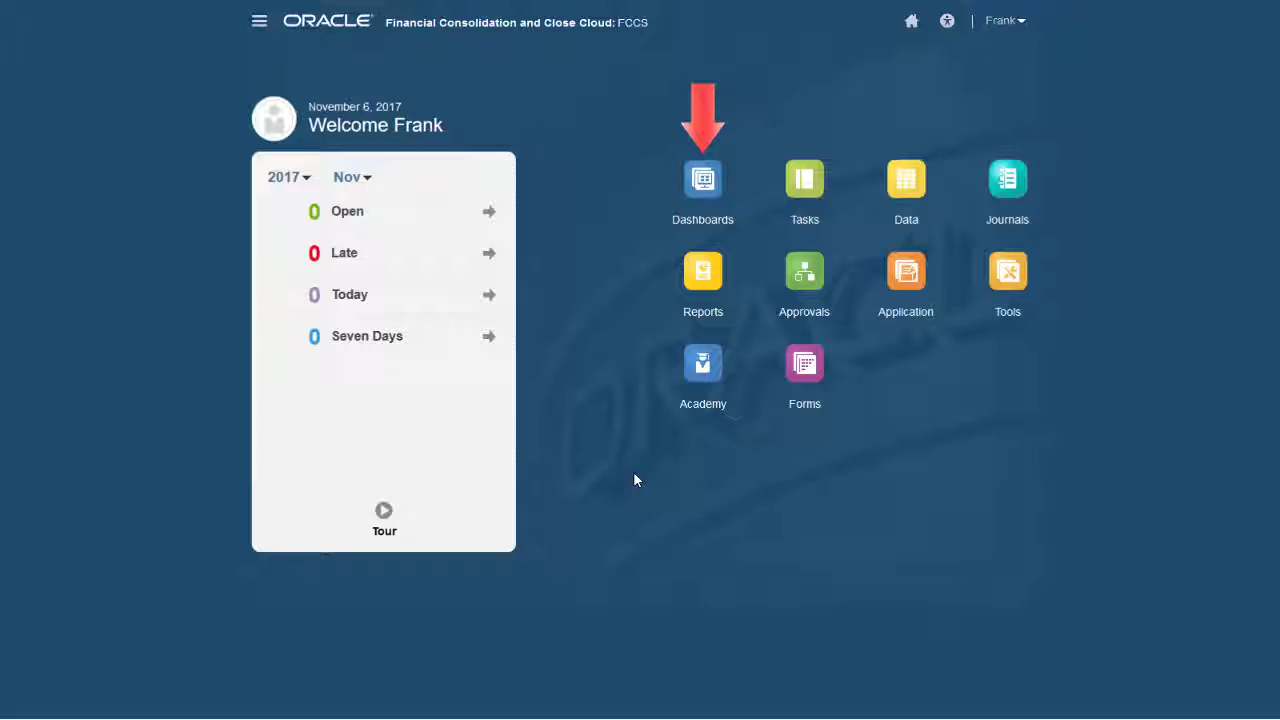 ORACLE® Financial Consolidation and Close Cloud: FCCS
Frank
November 6, 2017
Welcome Frank
2017 Nov
0 Open
0 Late
0 Today
0 Seven Days
Tour
Dashboards Tasks Data Journals
Reports Approvals Application Tools
Academy Forms
ORACLE